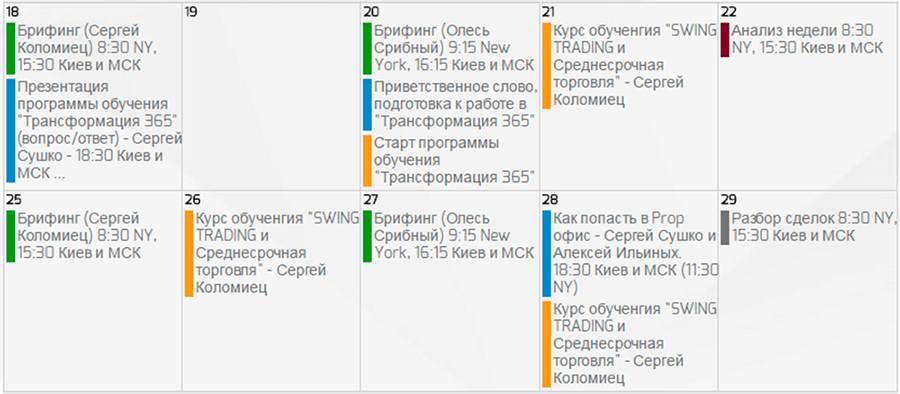 18
Брифинг (Сергей
Коломиец) 8:30 NY,
15:30 Киев и МСК
Презентация
программы обучения
"Трансформация 365"
(вопрос/ответ) - Сергей
Сушко - 18:30 Киев и
МСК ...
19
20
Брифинг (Олесь
Срибный) 9:15 New
York, 16:15 Киев и МСК
Приветственное слово,
подготовка к работе в
"Трансформация 365"
Старт программы
обучения
"Трансформация 365"
21
Курс обученгия "SWING
TRADING и
Среднесрочная
торговля" - Сергей
Коломиец
22
Анализ недели 8:30
NY, 15:30 Киев и МСК
25
Брифинг (Сергей
Коломиец) 8:30 NY,
15:30 Киев и МСК
26
Курс обученгия "SWING
TRADING и
Среднесрочная
торговля" - Сергей
Коломиец
27
Брифинг (Олесь
Срибный) 9:15 New
York, 16:15 Киев и МСК
28
Как попасть в Prop
офис - Сергей Сушко и
Алексей Ильиных.
18:30 Киев и МСК (11:30
NY)
Курс обученгия "SWING
TRADING и
Среднесрочная
торговля" - Сергей
Коломиец
29
Разбор сделок 8:30 NY,
15:30 Киев и МСК